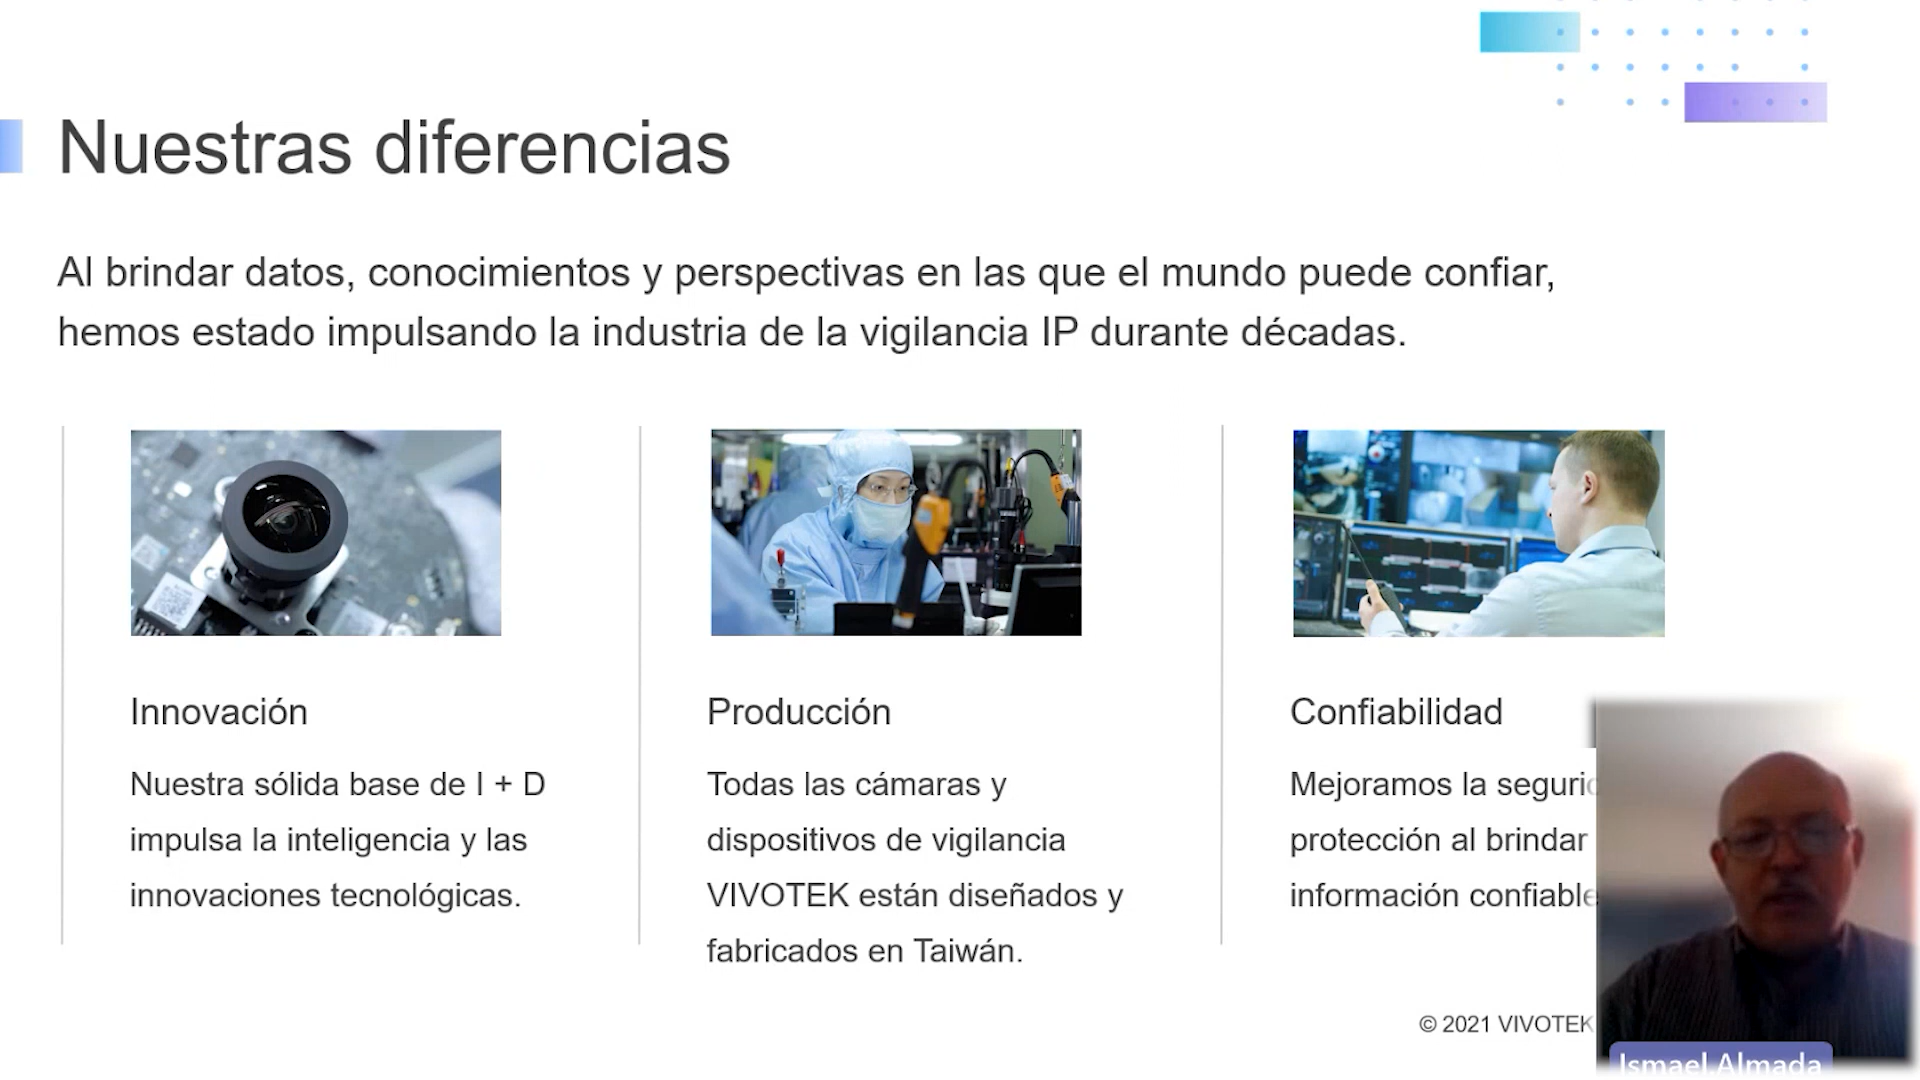 Nuestras diferencias
Al brindar datos, conocimientos y perspectivas en las que el mundo puede confiar,
hemos estado impulsando la industria de la vigilancia IP durante décadas.
Innovación
Nuestra sólida base de I + D
impulsa la inteligencia y las
innovaciones tecnológicas.
Producción
Todas las cámaras y
dispositivos de vigilancia
VIVOTEK están diseñados y
fabricados en Taiwán.
Confiabilidad
Mejoramos la
protección al brindar
información confiable
© 2021 VIVOTEK
Ismael.Almada